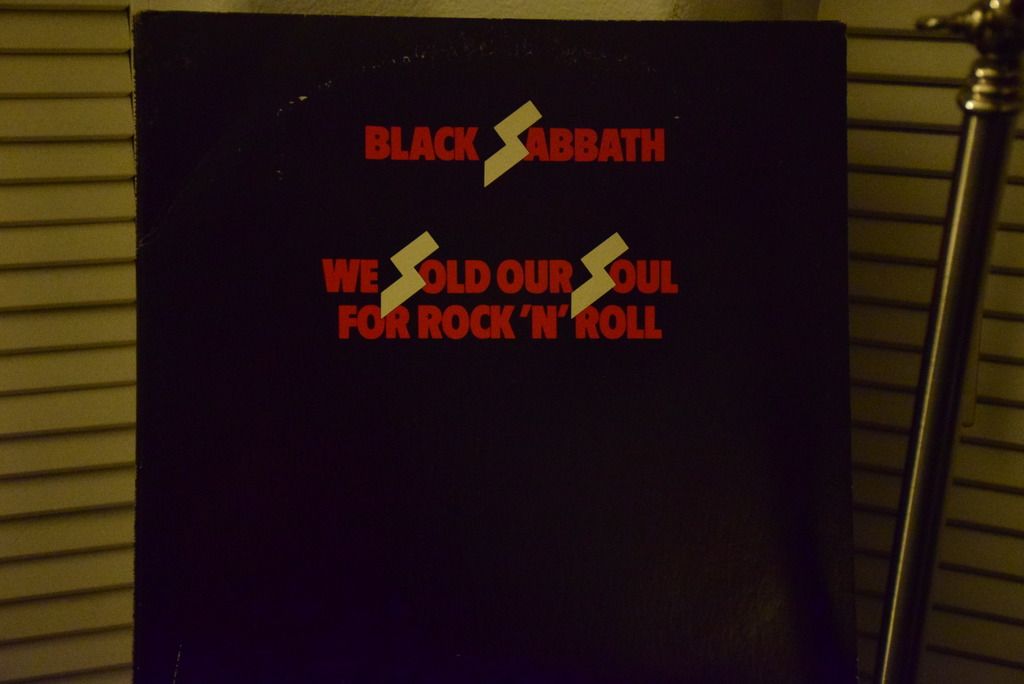 BLACK SABBATH
WE SOLD OUR SOUL
FOR ROCK 'N' ROLL